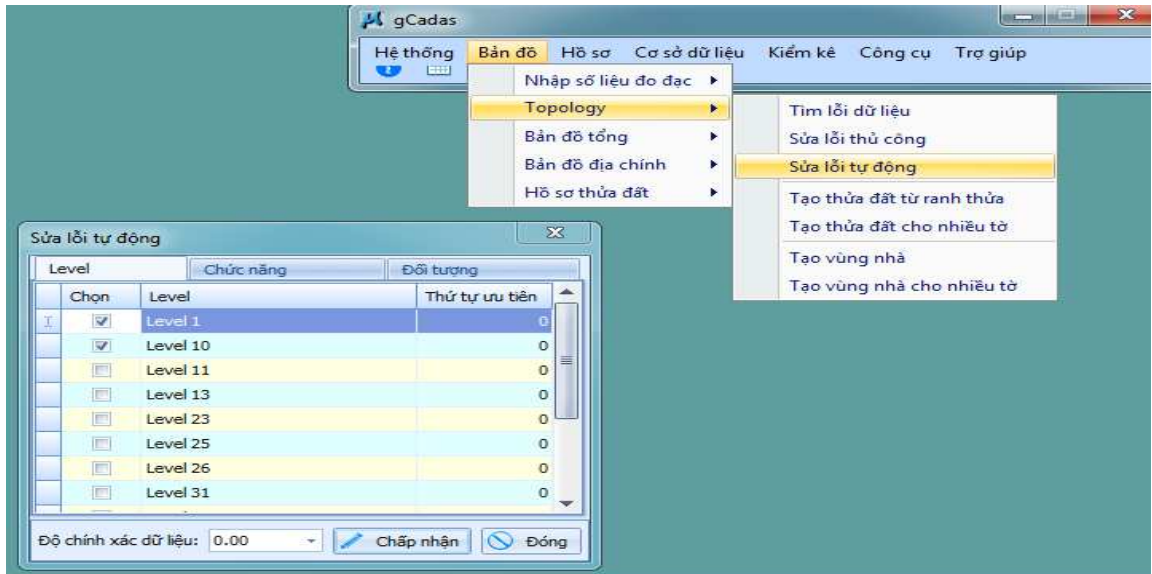 gCadas
Hệ thống Bản đồ Hồ sơ Cơ sở dữ liệu Kiểm kê Công cụ Trợ giúp
Nhập số liệu đo đạc
Topology
Bản đồ tổng
Bản đồ địa chính
Hồ sơ thửa đất
Tìm lỗi dữ liệu
Sửa lỗi thủ công
Sửa lỗi tự động
Tạo thửa đất từ ranh thửa
Tạo thửa đất cho nhiều tờ
Tạo vùng nhà
Tạo vùng nhà cho nhiều tờ
Sửa lỗi tự động
Level Chức năng Đối tượng
Chọn Level Thứ tự ưu tiên
Level 1 0
Level 10 0
Level 11 0
Level 13 0
Level 23 0
Level 25 0
Level 26 0
Level 31 0
Độ chính xác dữ liệu: 0.00 Chấp nhận Đóng